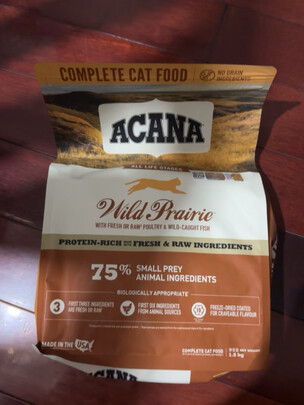 COMPLETE CAT FOOD
NO GRAIN
INGREDIENTS
ACANA
ALL LIFE STAGES
Wild Prairie
WITH FRESH OR RAW POULTRY & WILD-CAUGHT FISH
PROTEIN-RICH WITH FRESH & RAW INGREDIENTS
75% SMALL PREY
ANIMAL INGREDIENTS
BIOLOGICALLY APPROPRIATE
3 FIRST THREE INGREDIENTS
ARE FRESH OR RAW
FIRST SIX INGREDIENTS
FROM ANIMAL SOURCES
FREEZE-DRIED COATED
FOR CRAVEABLE FLAVOUR
MADE IN THE USA
COMPLETE CAT FOOD
NET WEIGHT
1.8 kg
ACANA